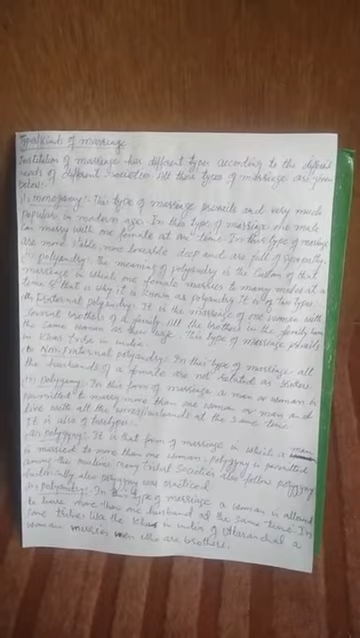 Types/Kinds of marriage
Institution of marriage has different types according to the different
needs of different societies. All these types of marriage are given
below:-
(i) monogamy:- This type of marriage prevails and very much
popular in modern age. In this type of marriage one male
can marry with one female at one time. In this type of marriage
are more stable, more loveable deep and are full of sympathy.
(ii) polyandry:- The meaning of polyandry is the custom of that
marriage in which one female marries to many males at a
time & that is why it is known as polyandry. It is of two types:
(a) Fraternal polyandry:- It is the marriage of one women with
several brothers of a family. All the brothers in the family have
the same woman as their wife. This type of marriage prevails
in Khas tribe in India.
(b) Non-fraternal polyandry:- In this type of marriage all
the husbands of a female are not related as brothers.
(iii) polygamy:- In this form of marriage a man or woman is
permitted to marry more than one woman or man and
live with all the wives/husbands at the same time.
It is also of two types.
(a) polygyny:- It is that form of marriage in which a man
is married to more than one woman. Polygyny is permitted
among the muslims, many tribal societies also follow polygyny
historically also polygyny was practiced.
(b) polyandry:- In this type of marriage a woman is allowed
to have more than one husband at the same time. In
some tribes like the Khas in India of Uttaranchal a
woman marries men who are brothers.